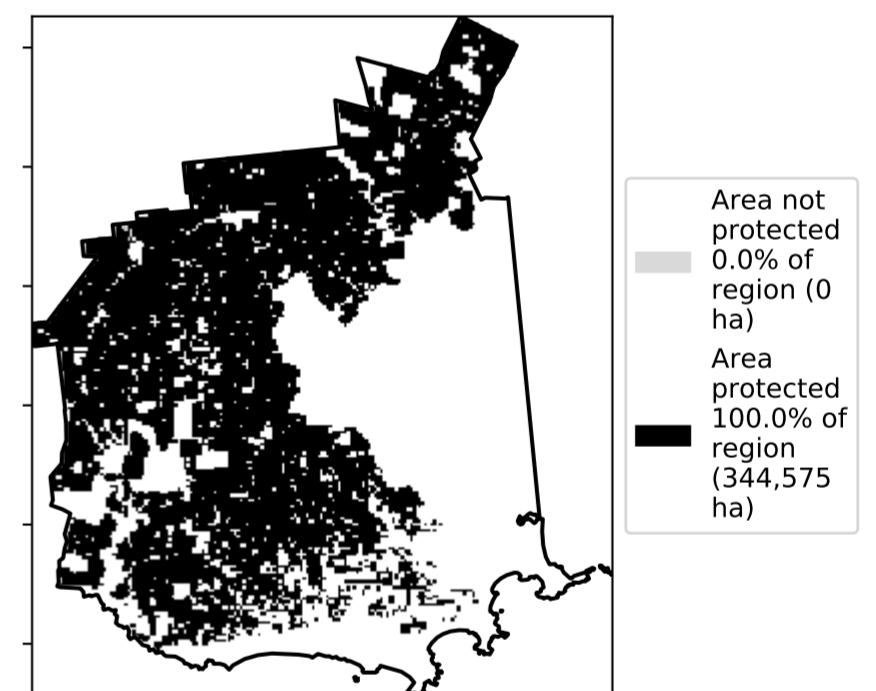 Area not
protected
0.0% of
region (0
ha)
Area
protected
100.0% of
region
(344,575
ha)